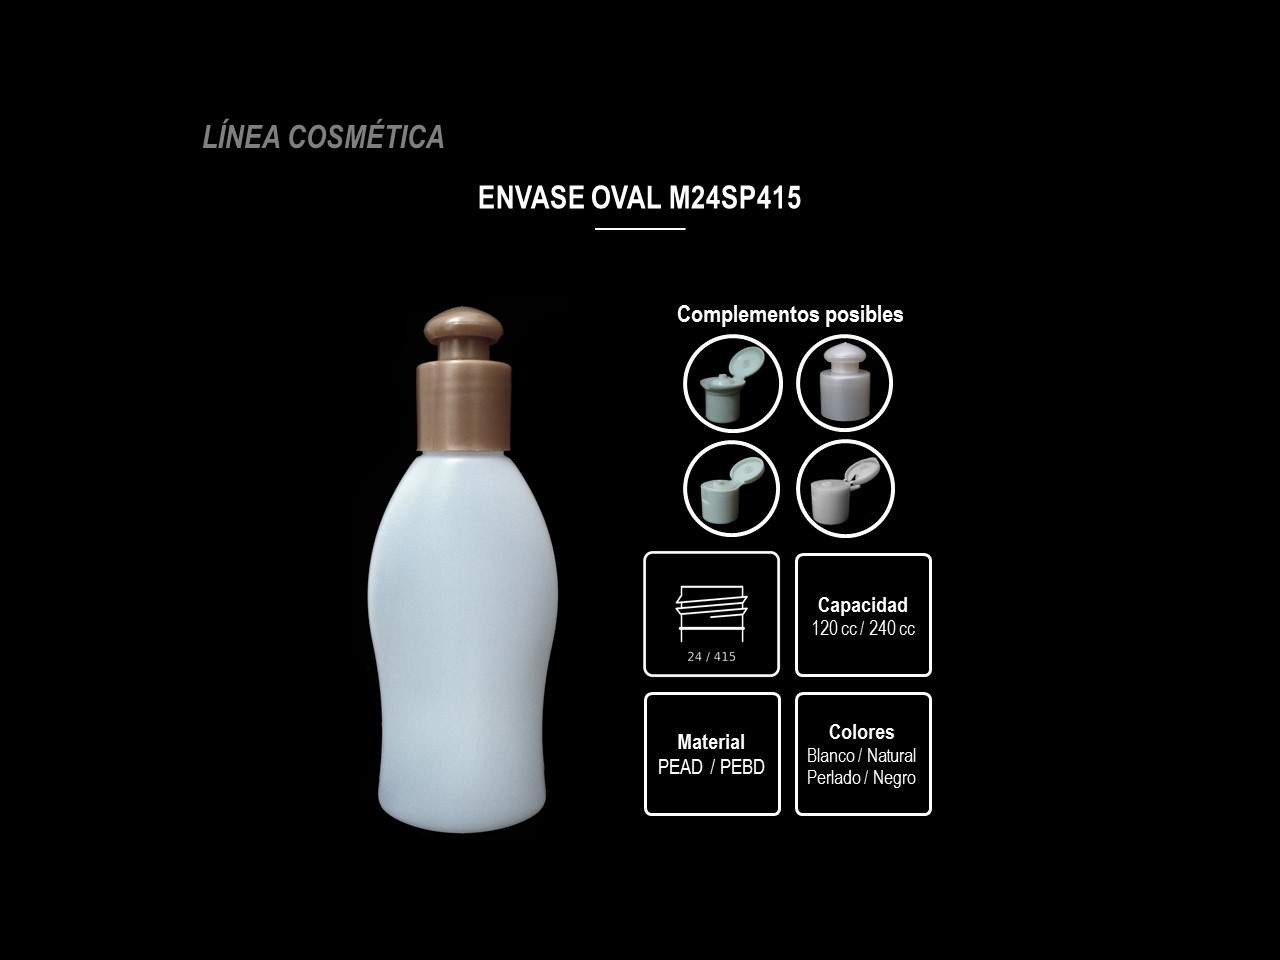 LÍNEA COSMÉTICA
ENVASE OVAL M24SP415
Complementos posibles
24 / 415
Capacidad
120 cc / 240 cc
Material
PEAD / PEBD
Colores
Blanco / Natural
Perlado / Negro